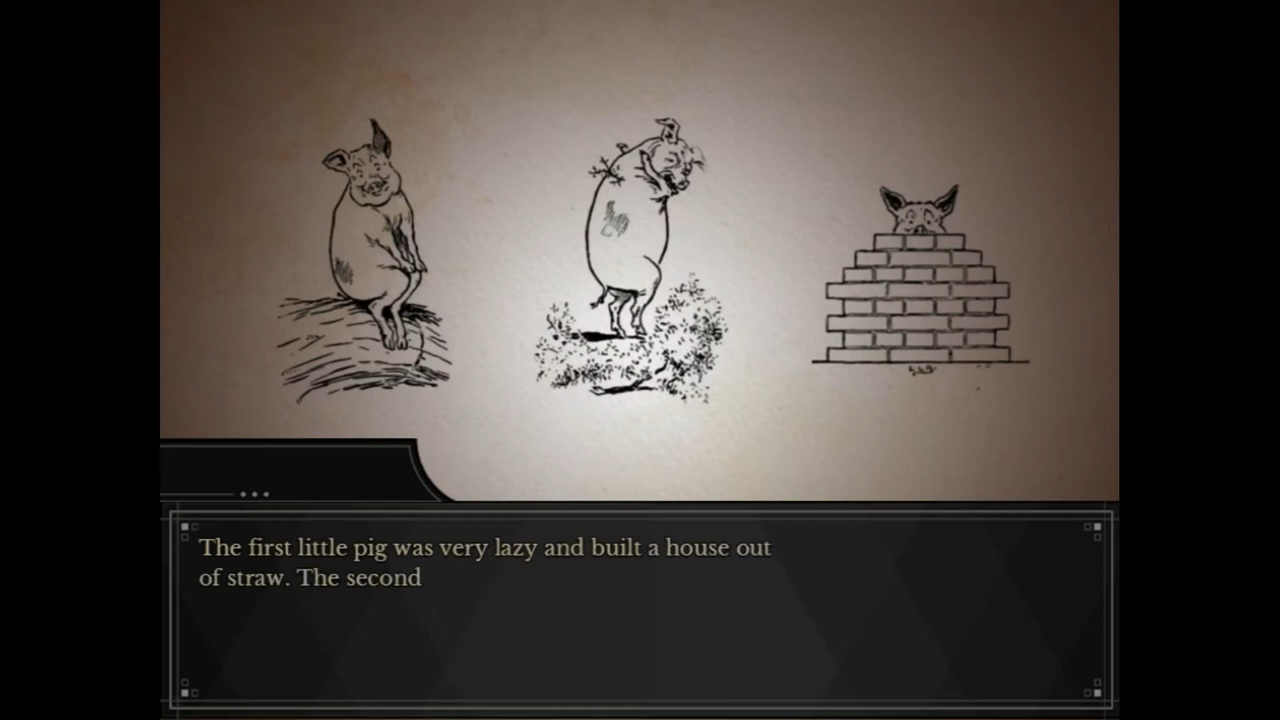 The first little pig was very lazy and built a house out
of straw. The second